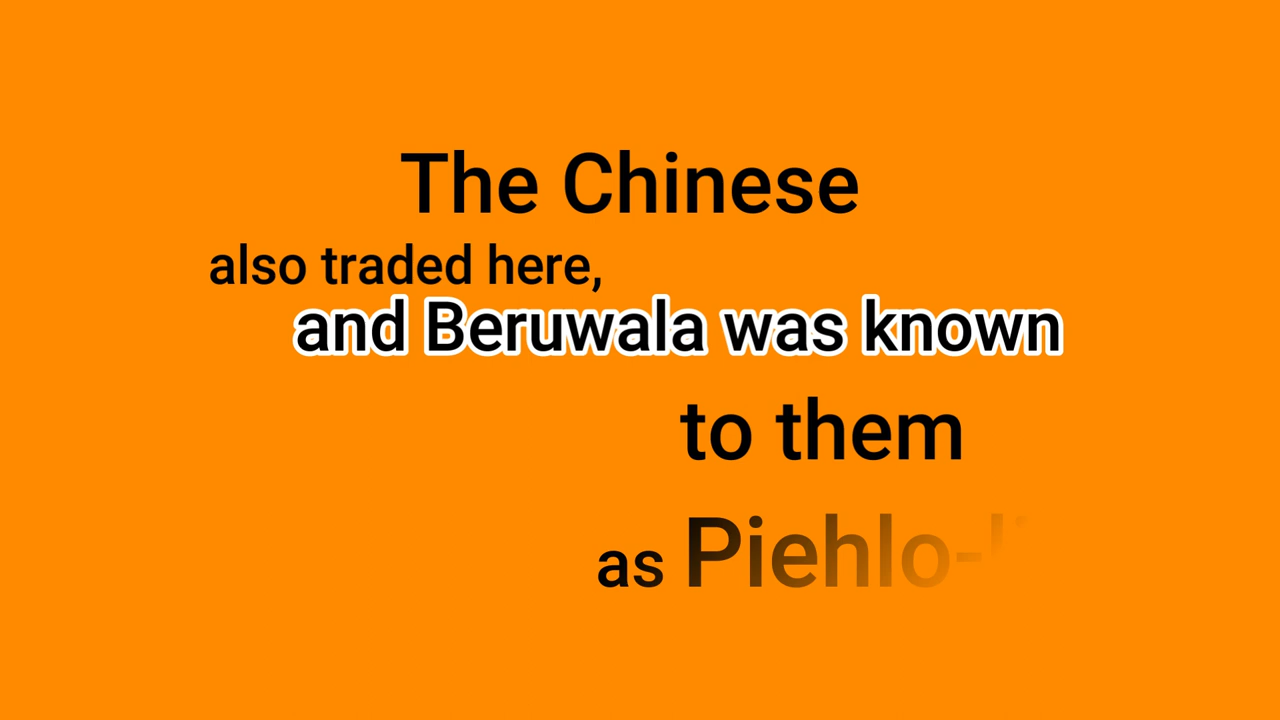 The Chinese
also traded here,
and Beruwala was known
to them
as